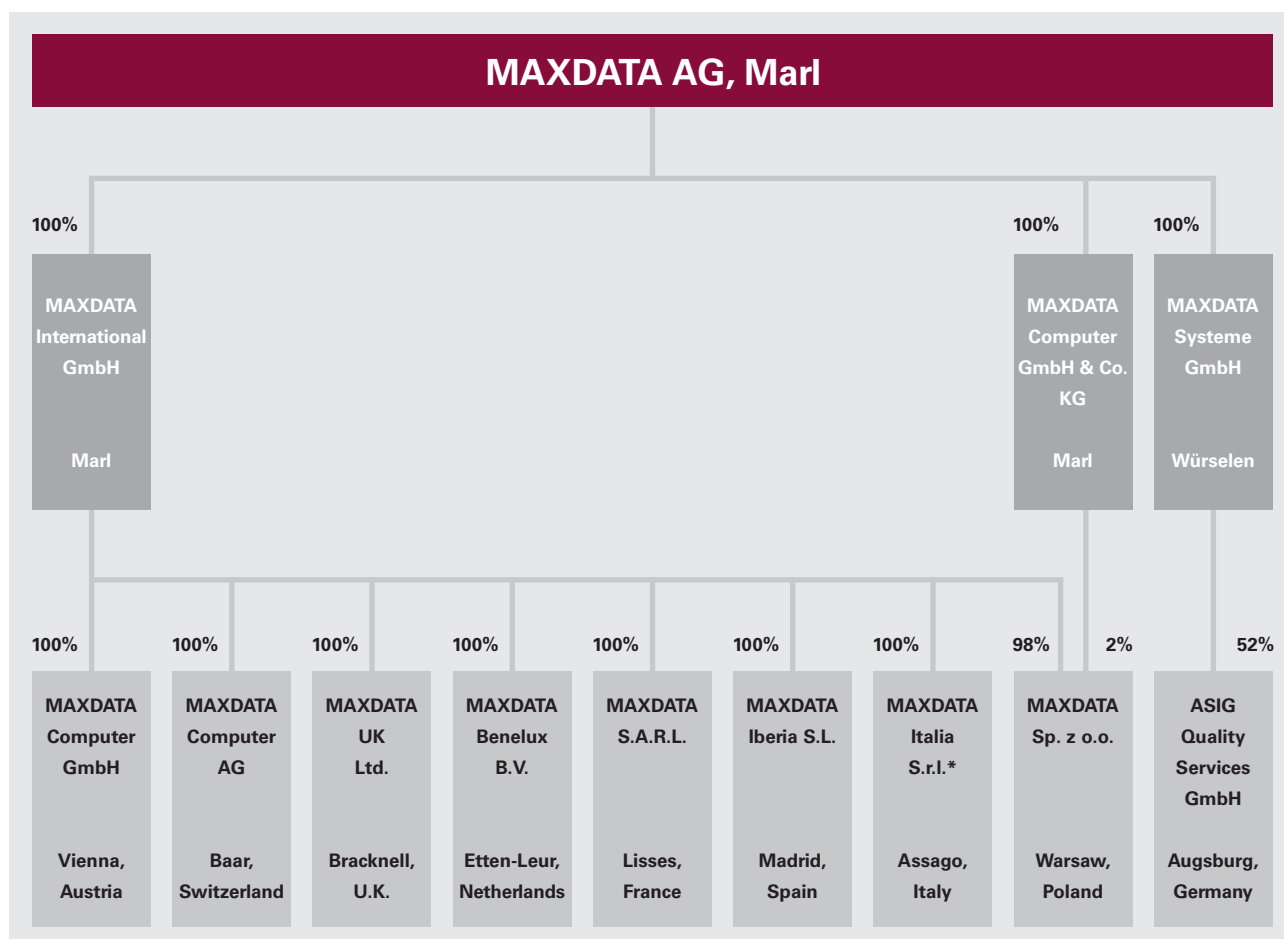 MAXDATA AG, Marl
100%
100%
100%
MAXDATA
International
GmbH
Marl
MAXDATA
Computer
GmbH & Co.
KG
Marl
MAXDATA
Systeme
GmbH
Würselen
100%
100%
100%
100%
100%
100%
100%
98%
2%
52%
MAXDATA
Computer
GmbH
Vienna,
Austria
MAXDATA
Computer
AG
Baar,
Switzerland
MAXDATA
UK
Ltd.
Bracknell,
U.K.
MAXDATA
Benelux
B.V.
Etten-Leur,
Netherlands
MAXDATA
S.A.R.L.
Lisses,
France
MAXDATA
Iberia S.L.
Madrid,
Spain
MAXDATA
Italia
S.r.l.*
Assago,
Italy
MAXDATA
Sp. z o.o.
Warsaw,
Poland
ASIG
Quality
Services
GmbH
Augsburg,
Germany